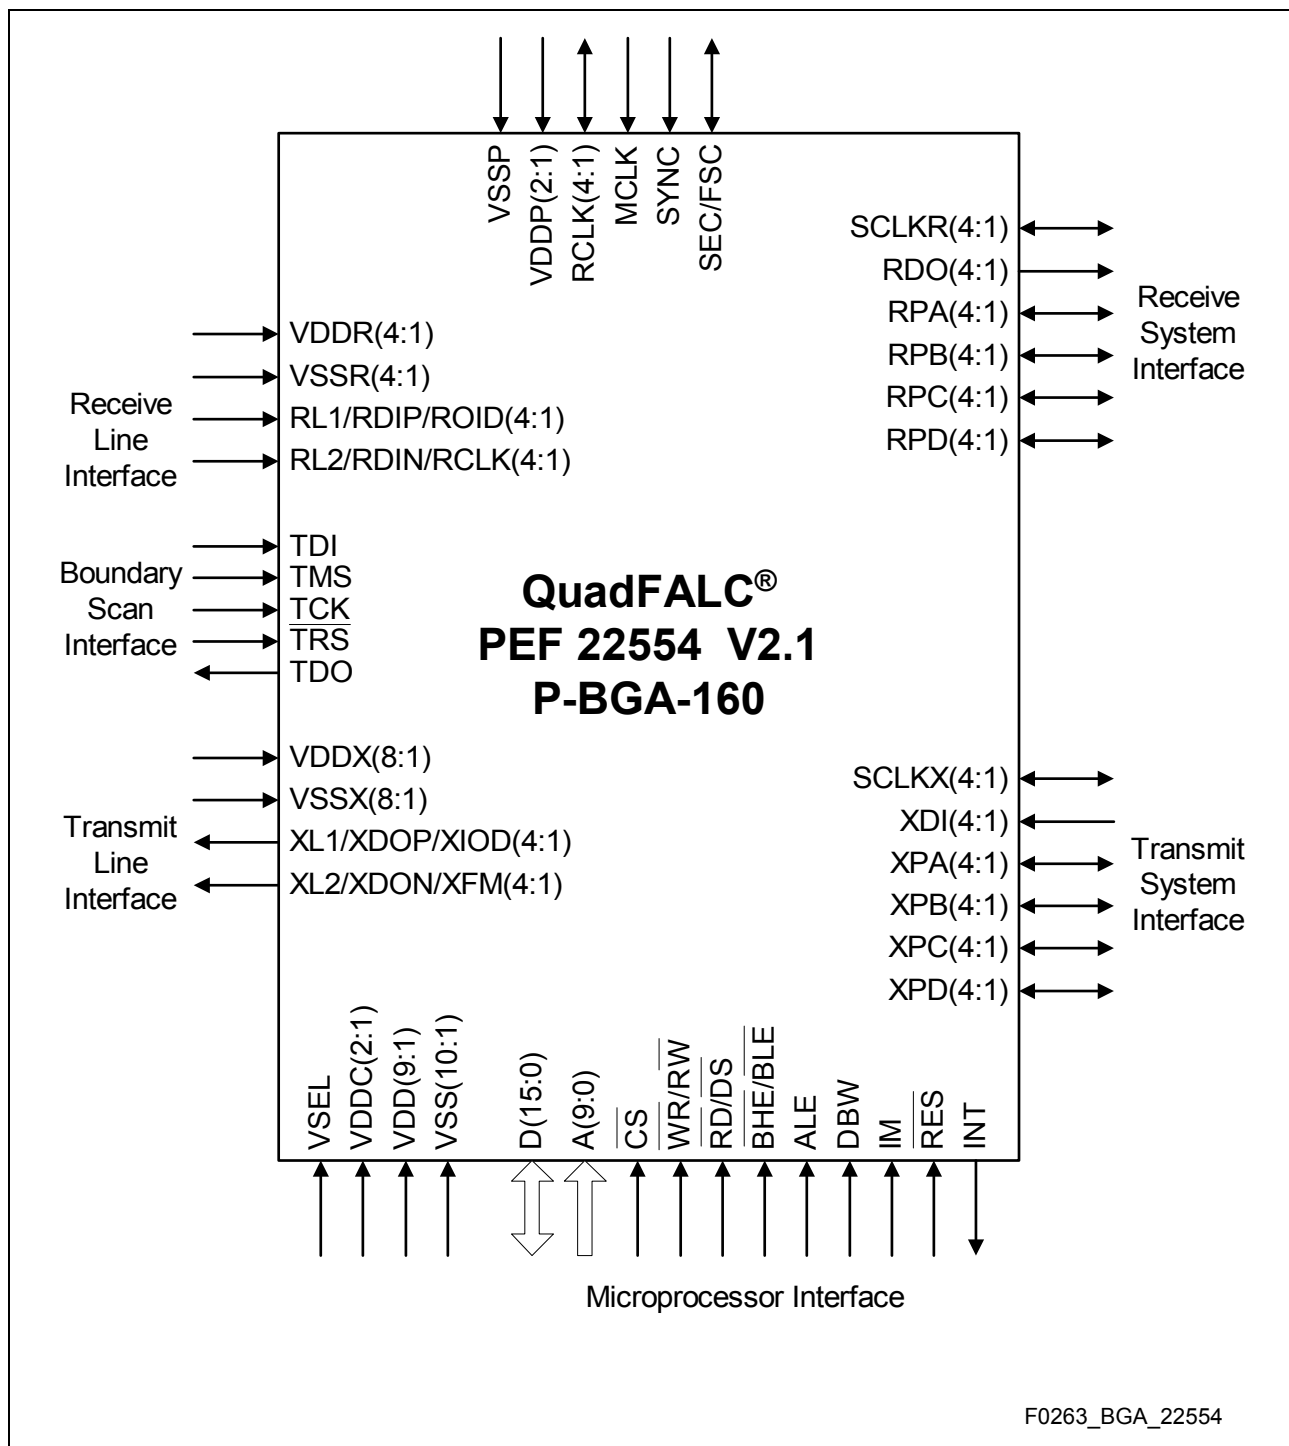 VSSP
VDDP(2:1)
RCLK(4:1)
MCLK
SYNC
SEC/FSC
SCLKR(4:1)
RDO(4:1)
RPA(4:1)
RPB(4:1)
RPC(4:1)
RPD(4:1)
Receive
System
Interface
VDDR(4:1)
VSSR(4:1)
RL1/RDIP/ROID(4:1)
RL2/RDIN/RCLK(4:1)
Receive
Line
Interface
TDI
TMS
TCK
TRS
TDO
Boundary
Scan
Interface
QuadFALC®
PEF 22554 V2.1
P-BGA-160
VDDX(8:1)
VSSX(8:1)
XL1/XDOP/XIOD(4:1)
XL2/XDON/XFM(4:1)
Transmit
Line
Interface
SCLKX(4:1)
XDI(4:1)
XPA(4:1)
XPB(4:1)
XPC(4:1)
XPD(4:1)
Transmit
System
Interface
VSEL
VDDC(2:1)
VDD(9:1)
VSS(10:1)
D(15:0)
A(9:0)
CS
WR/RW
RD/DS
BHE/BLE
ALE
DBW
IM
RES
INT
Microprocessor Interface
F0263_BGA_22554